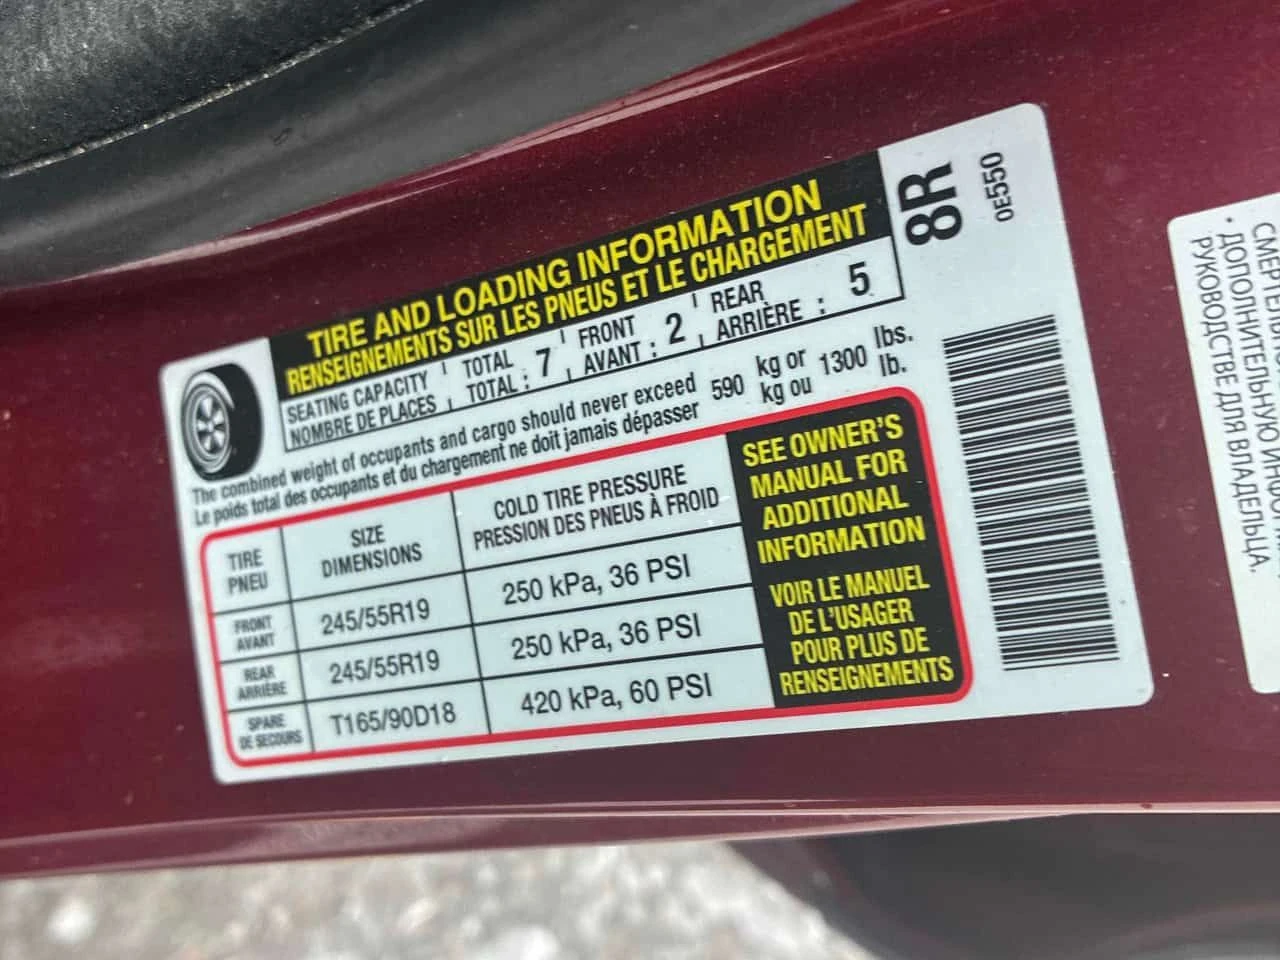 TIRE AND LOADING INFORMATION
RENSEIGNEMENTS SUR LES PNEUS ET LE CHARGEMENT
SEATING CAPACITY TOTAL 7 FRONT 2 REAR 5
NOMBRE DE PLACES TOTAL : AVANT : ARRIÈRE :
The combined weight of occupants and cargo should never exceed 590 kg or 1300 lbs.
Le poids total des occupants et du chargement ne doit jamais dépasser kg ou lb.
TIRE SIZE COLD TIRE PRESSURE
PNEU DIMENSIONS PRESSION DES PNEUS À FROID
FRONT 245/55R19 250 kPa, 36 PSI
AVANT
REAR 245/55R19 250 kPa, 36 PSI
ARRIÈRE
SPARE T165/90D18 420 kPa, 60 PSI
DE SECOURS
SEE OWNER'S
MANUAL FOR
ADDITIONAL
INFORMATION
VOIR LE MANUEL
DE L'USAGER
POUR PLUS DE
RENSEIGNEMENTS
8R
0E550
ДОПОЛНИТЕЛЬНУЮ
РУКОВОДСТВЕ ДЛЯ ВЛАДЕЛЬЦА.